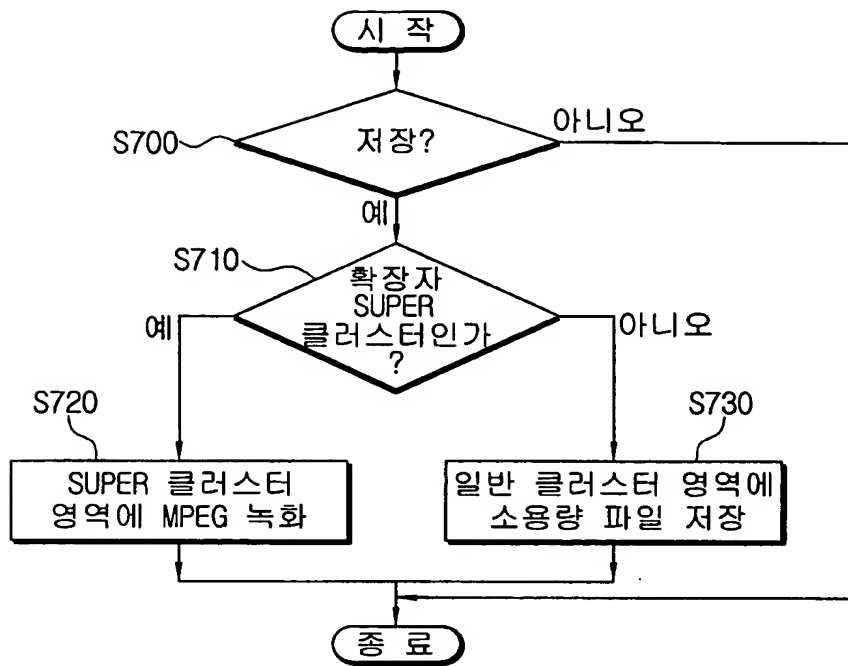 시 작
S700
저장?
아니오
예
S710
확장자
SUPER
클러스터인가
?
예
아니오
S720
SUPER 클러스터
영역에 MPEG 녹화
S730
일반 클러스터 영역에
소용량 파일 저장
종 료